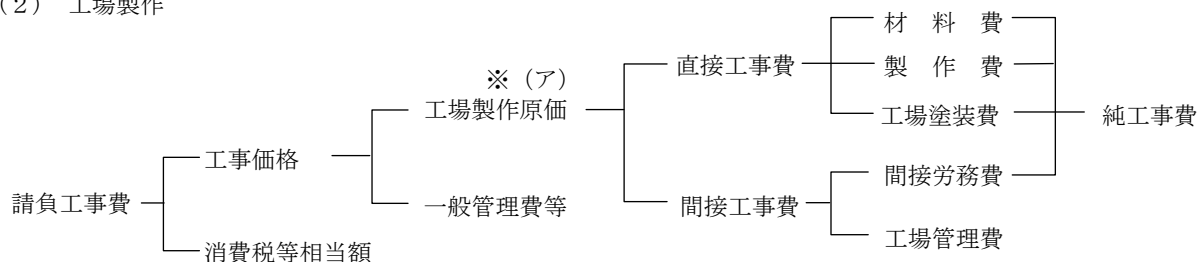 (2) 工場製作
材 料 費
直接工事費
製 作 費
※(ア)
工場製作原価
工場塗装費
純工事費
工事価格
間接労務費
請負工事費
一般管理費等
間接工事費
工場管理費
消費税等相当額